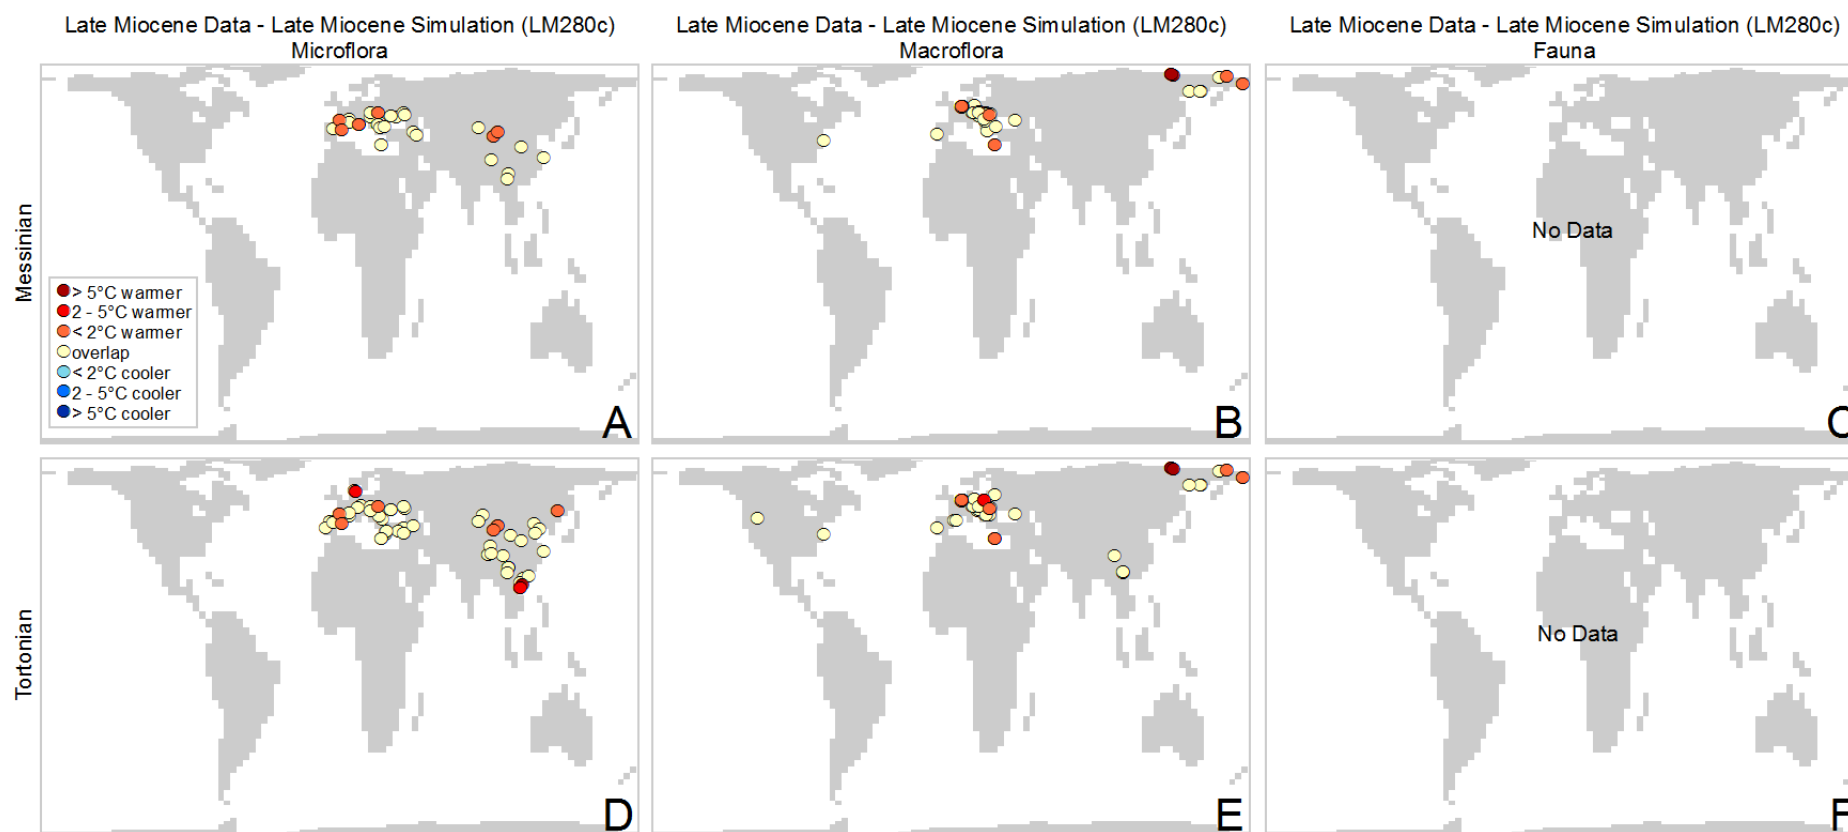 Late Miocene Data - Late Miocene Simulation (LM280c)
Microflora
Late Miocene Data - Late Miocene Simulation (LM280c)
Macroflora
Late Miocene Data - Late Miocene Simulation (LM280c)
Fauna
Messinian
> 5°C warmer
2 - 5°C warmer
< 2°C warmer
overlap
< 2°C cooler
2 - 5°C cooler
> 5°C cooler
A
B
No Data
C
Tortonian
D
E
No Data
F